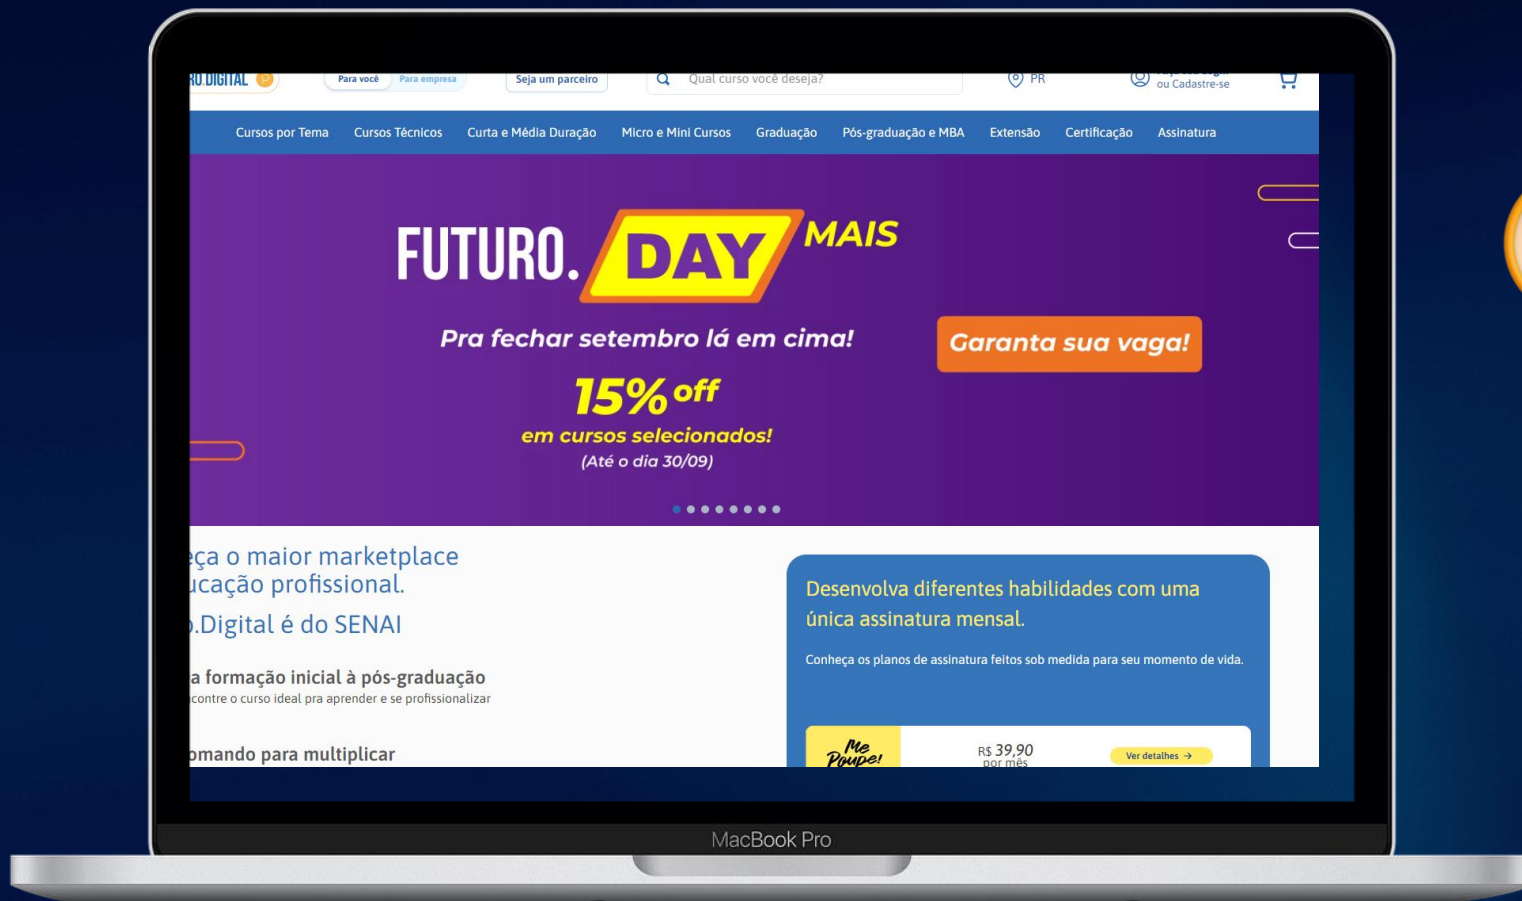 RO.DIGITAL
Para você Para empresa
Seja um parceiro
Qual curso você deseja?
PR
ou Cadastre-se
Cursos por Tema Cursos Técnicos Curta e Média Duração Micro e Mini Cursos Graduação Pós-graduação e MBA Extensão Certificação Assinatura
FUTURO. DAY MAIS
Pra fechar setembro lá em cima!
Garanta sua vaga!
15% off
em cursos selecionados!
(Até o dia 30/09)
eça o maior marketplace
ucação profissional.
o.Digital é do SENAI
a formação inicial à pós-graduação
contre o curso ideal pra aprender e se profissionalizar
omando para multiplicar
Desenvolva diferentes habilidades com uma
única assinatura mensal.
Conheça os planos de assinatura feitos sob medida para seu momento de vida.
Me
Poupe!
R$ 39,90
por mês
Ver detalhes →
MacBook Pro